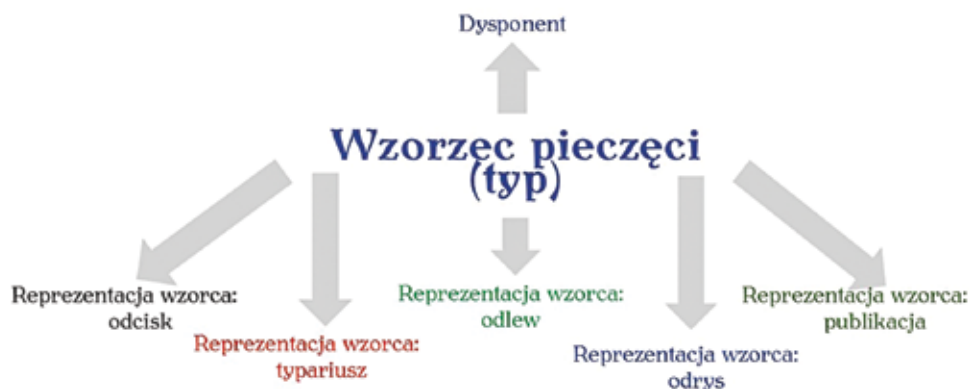 Dysponent
Wzorzec pieczęci
(typ)
Reprezentacja wzorca:
odcisk
Reprezentacja wzorca:
typariusz
Reprezentacja wzorca:
odlew
Reprezentacja wzorca:
odrys
Reprezentacja wzorca:
publikacja